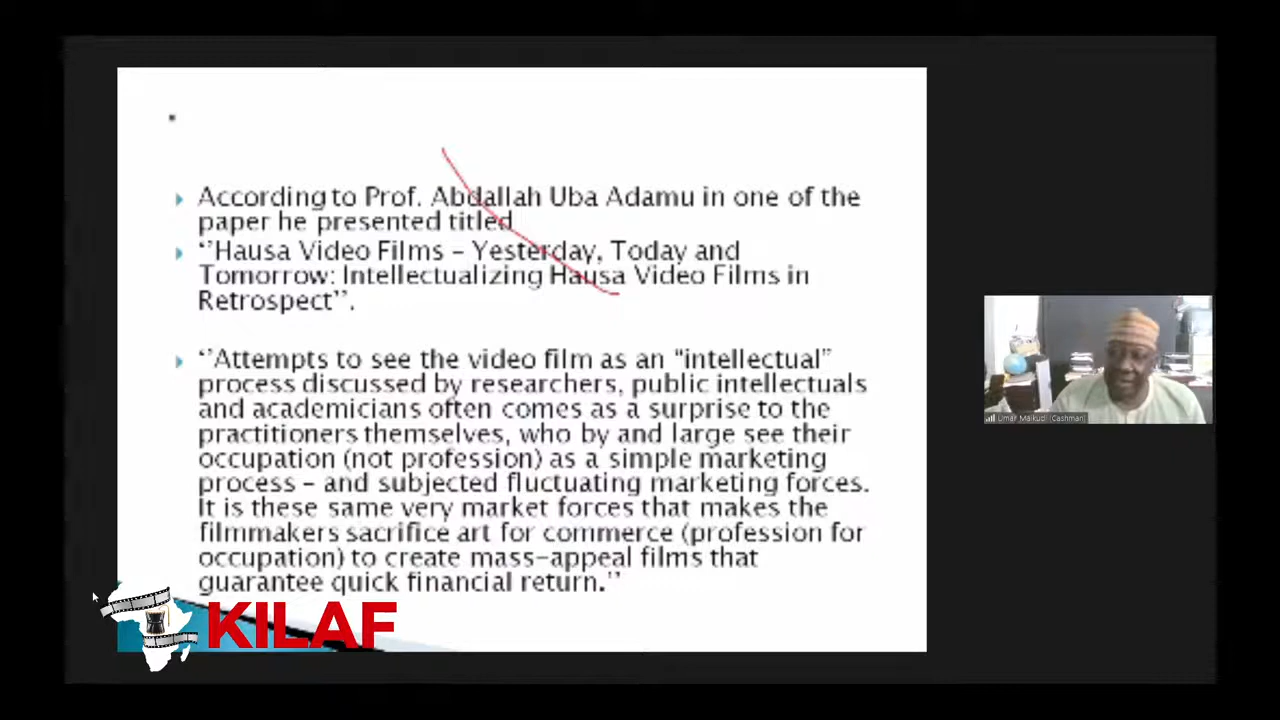 According to Prof. Abdallah Uba Adamu in one of the
paper he presented titled
‘’Hausa Video Films – Yesterday, Today and
Tomorrow: Intellectualizing Hausa Video Films in
Retrospect’’.
‘’Attempts to see the video film as an “intellectual”
process discussed by researchers, public intellectuals
and academicians often comes as a surprise to the
practitioners themselves, who by and large see their
occupation (not profession) as a simple marketing
process – and subjected fluctuating marketing forces.
It is these same very market forces that makes the
filmmakers sacrifice art for commerce (profession for
occupation) to create mass-appeal films that
guarantee quick financial return.’’
KILAF
Umar Maikudi (Cashman)